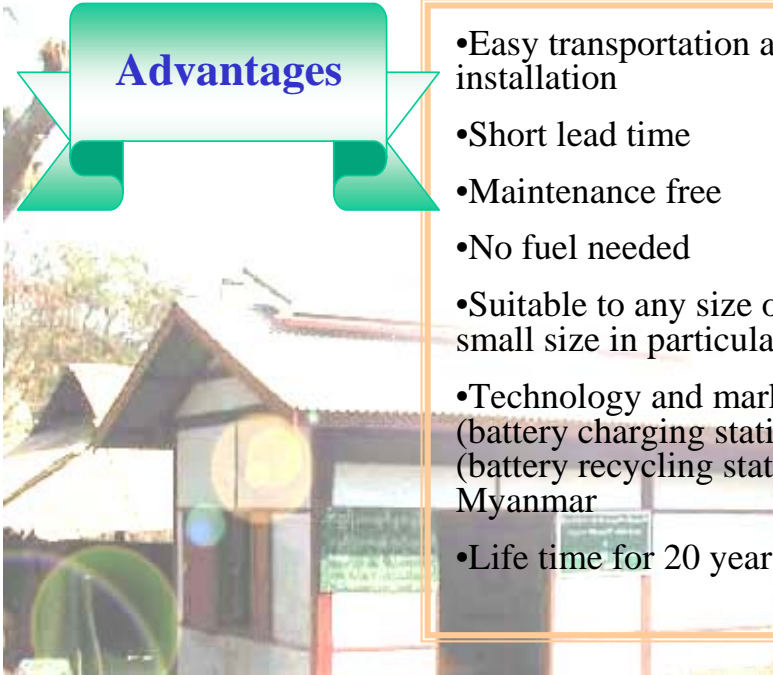 Advantages
•Easy transportation a
installation
•Short lead time
•Maintenance free
•No fuel needed
•Suitable to any size o
small size in particula
•Technology and mark
(battery charging stati
(battery recycling stat
Myanmar
•Life time for 20 year